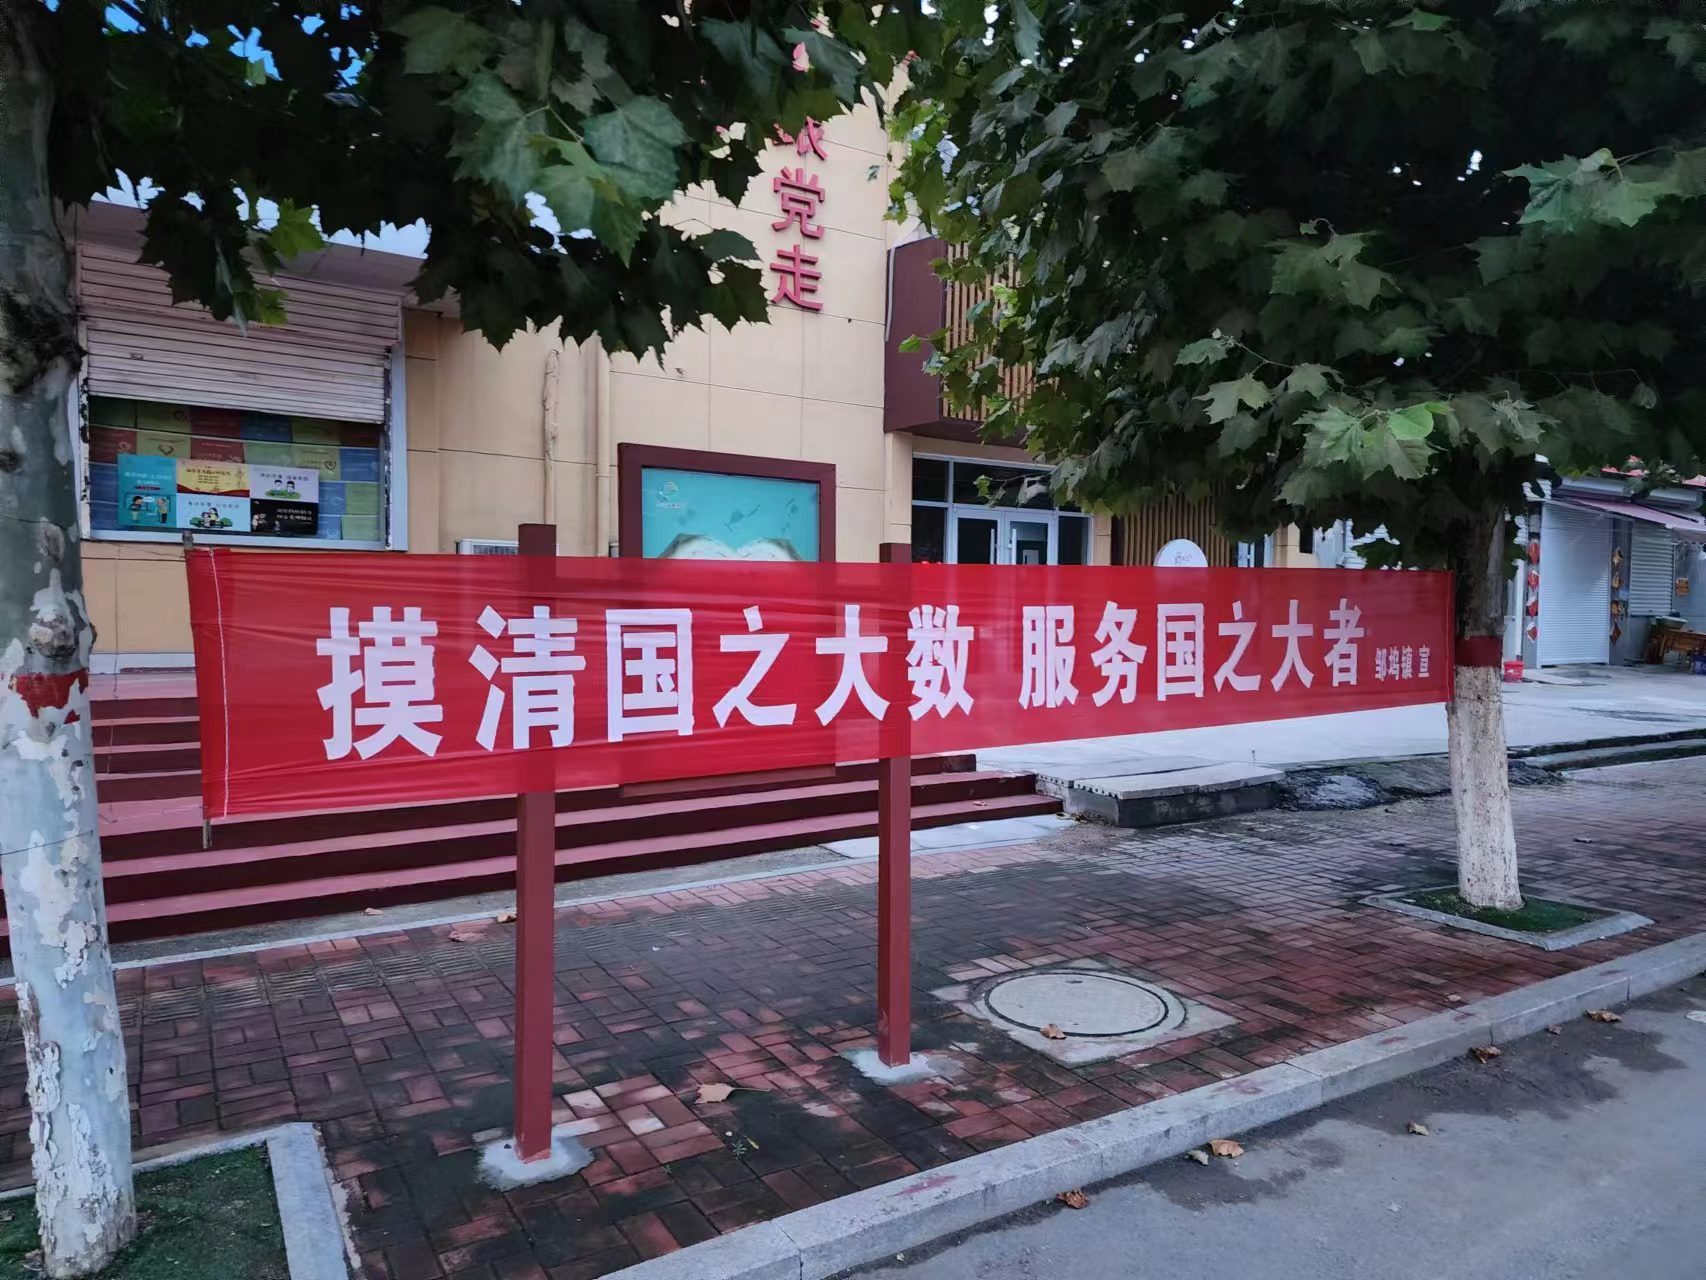 党走
摸清国之大数 服务国之大者
邹坞镇 宣